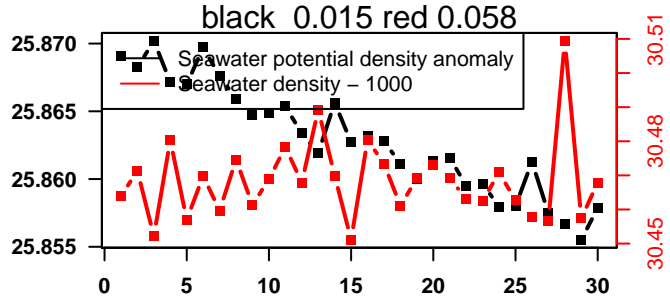 black 0.015 red 0.058
25.870
25.865
25.860
25.855
Seawater potential density anomaly
Seawater density − 1000
30.51
30.48
30.45
0 5 10 15 20 25 30